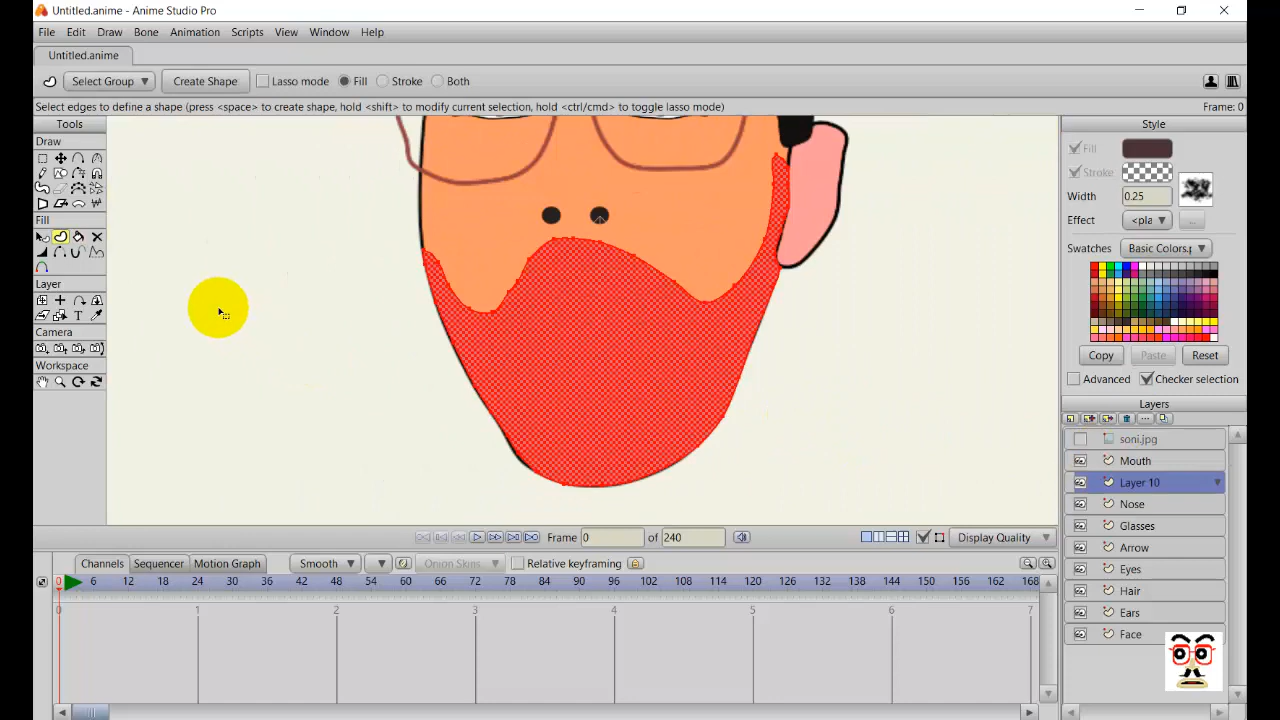 Untitled.anime - Anime Studio Pro
File Edit Draw Bone Animation Scripts View Window Help
Untitled.anime
Select Group Create Shape Lasso mode Fill Stroke Both
Select edges to define a shape (press <space> to create shape, hold <shift> to modify current selection, hold <ctrl/cmd> to toggle lasso mode) Frame: 0
Tools
Draw
Fill
Layer
Camera
Workspace
Style
Fill
Stroke
Width 0.25
Effect <pla ...
Swatches Basic Colors.p
Copy Paste Reset
Advanced Checker selection
Layers
soni.jpg
Mouth
Layer 10
Nose
Glasses
Arrow
Eyes
Hair
Ears
Face
Frame 0 of 240 Display Quality
Channels Sequencer Motion Graph Smooth Onion Skins Relative keyframing
0 6 12 18 24 30 36 42 48 54 60 66 72 78 84 90 96 102 108 114 120 126 132 138 144 150 156 162 168
0 1 2 3 4 5 6 7